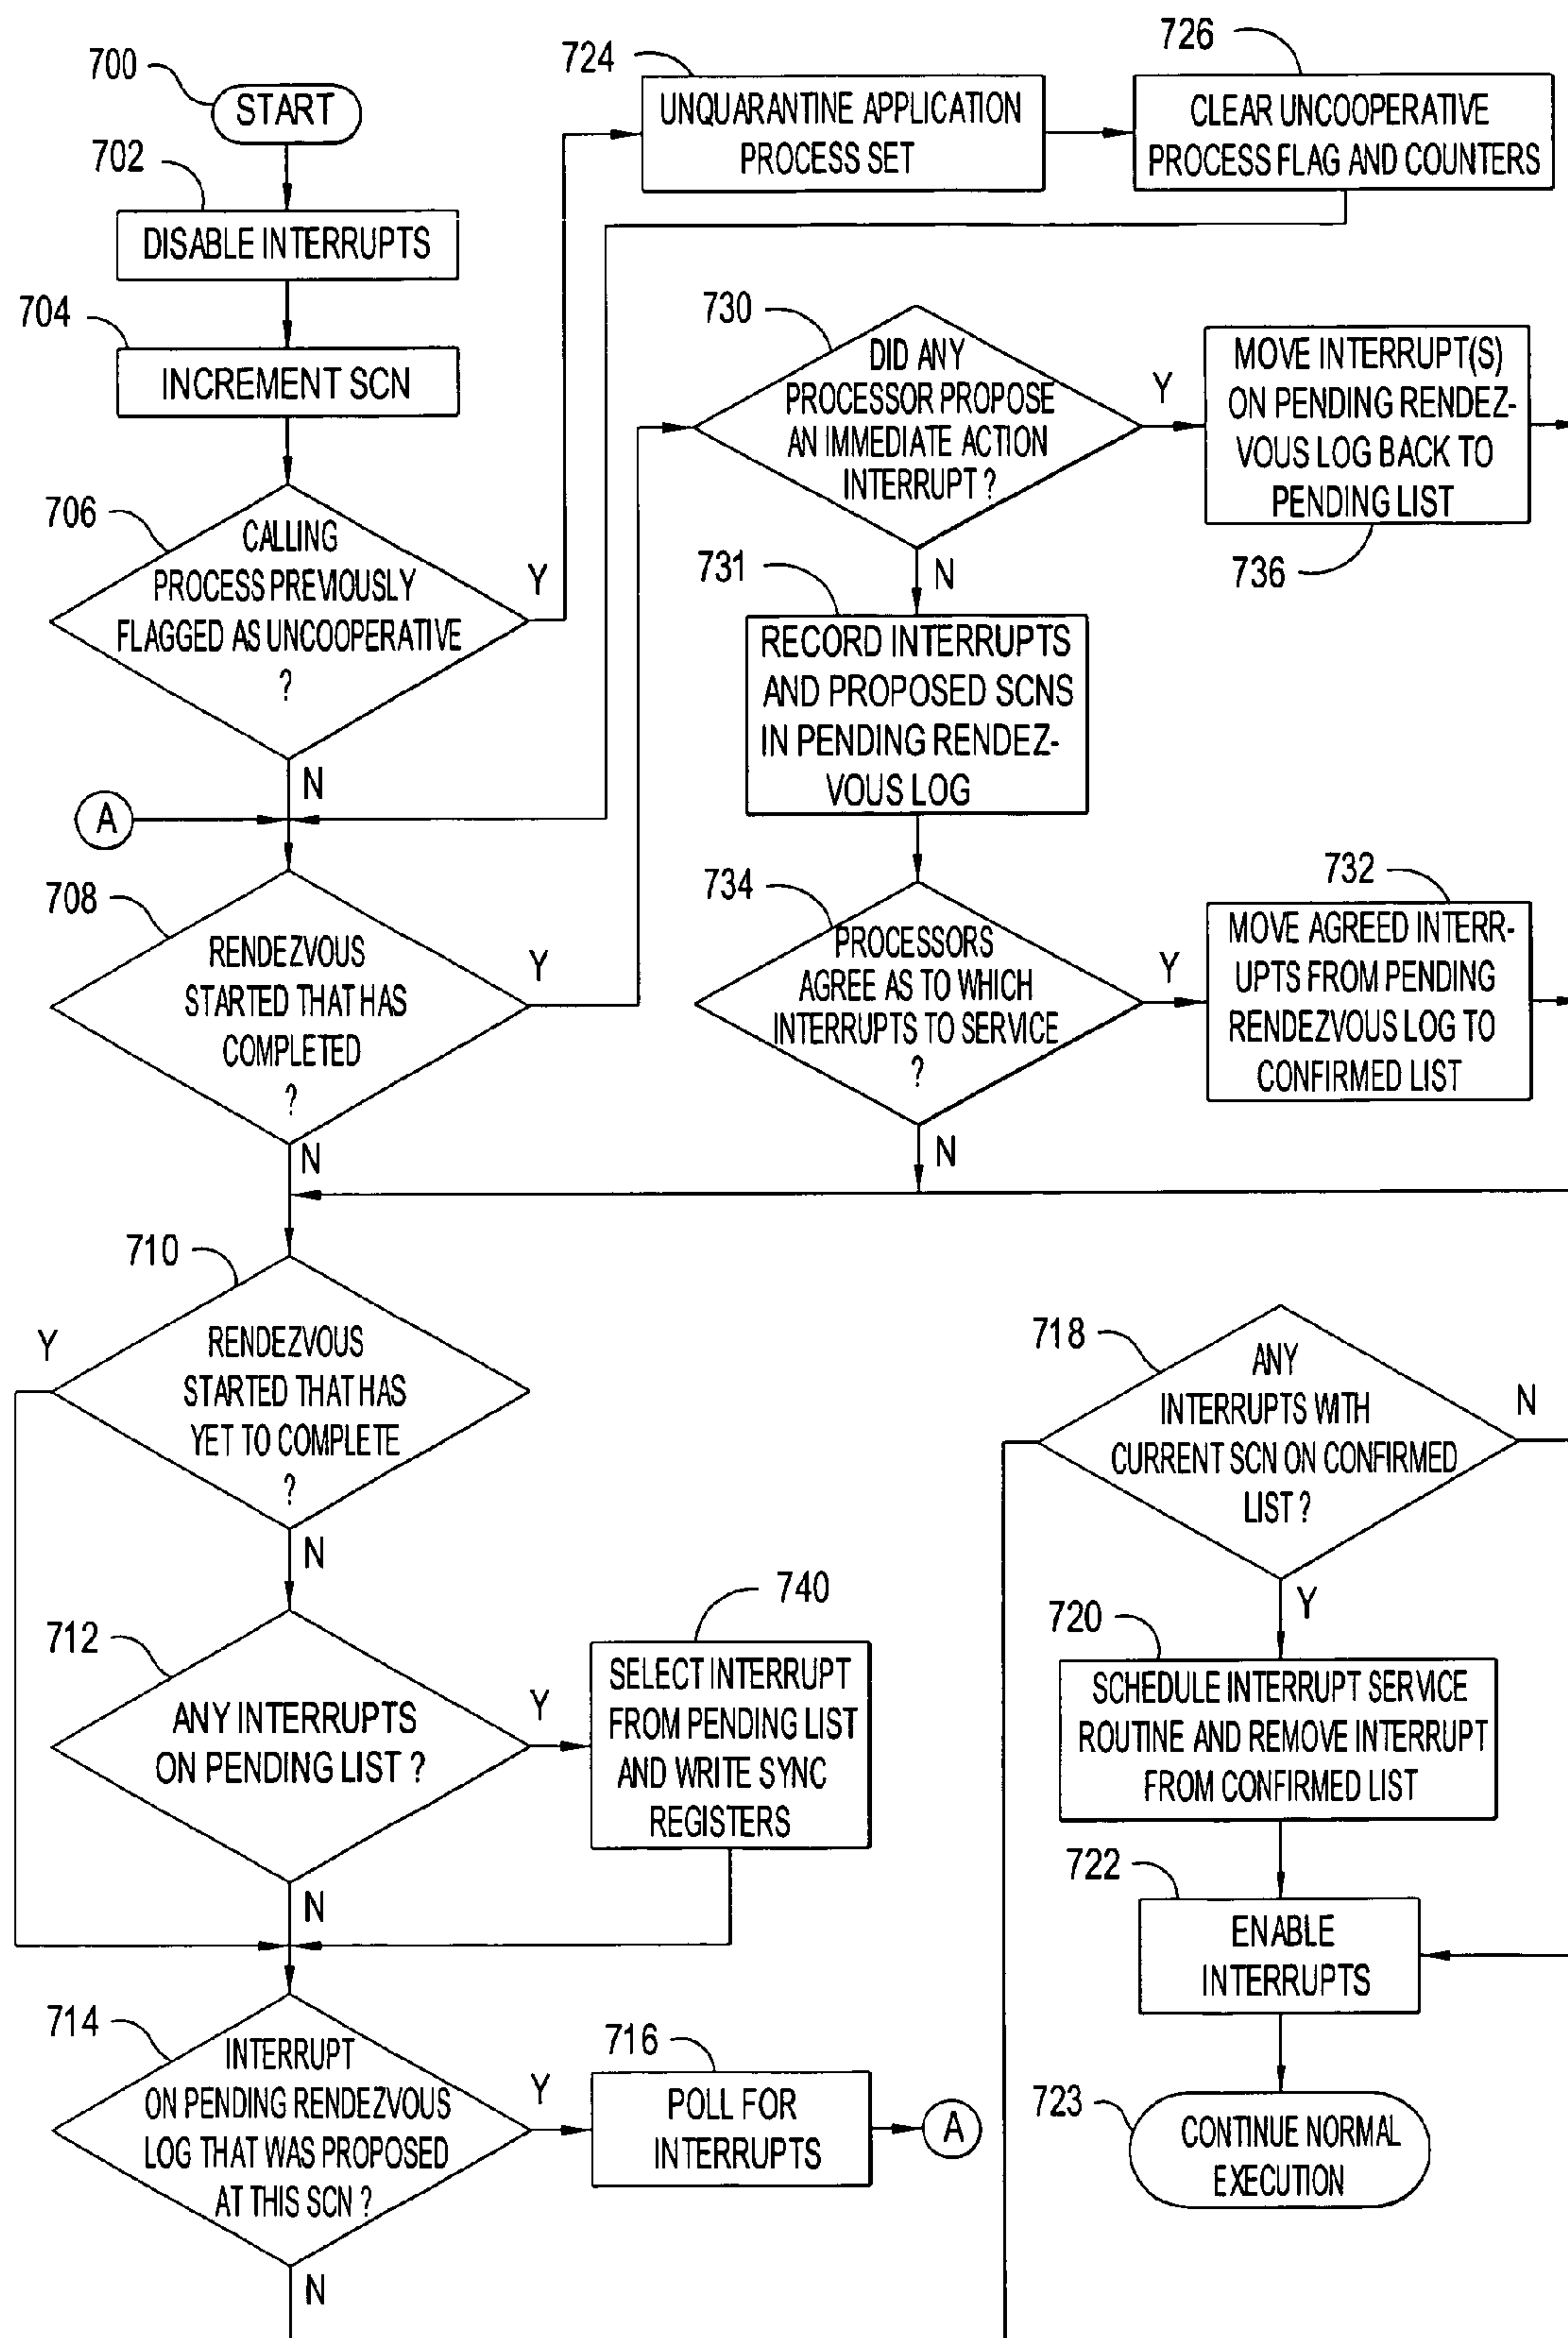 700
START
702
DISABLE INTERRUPTS
704
INCREMENT SCN
706
CALLING
PROCESS PREVIOUSLY
FLAGGED AS UNCOOPERATIVE
?
Y
N
A
724
UNQUARANTINE APPLICATION
PROCESS SET
726
CLEAR UNCOOPERATIVE
PROCESS FLAG AND COUNTERS
708
RENDEZVOUS
STARTED THAT HAS
COMPLETED
?
Y
N
730
DID ANY
PROCESSOR PROPOSE
AN IMMEDIATE ACTION
INTERRUPT ?
Y
N
MOVE INTERRUPT(S)
ON PENDING RENDEZ-
VOUS LOG BACK TO
PENDING LIST
736
731
RECORD INTERRUPTS
AND PROPOSED SCNS
IN PENDING RENDEZ-
VOUS LOG
734
PROCESSORS
AGREE AS TO WHICH
INTERRUPTS TO SERVICE
?
Y
N
732
MOVE AGREED INTERR-
UPTS FROM PENDING
RENDEZVOUS LOG TO
CONFIRMED LIST
710
Y
RENDEZVOUS
STARTED THAT HAS
YET TO COMPLETE
?
N
712
ANY INTERRUPTS
ON PENDING LIST ?
Y
N
740
SELECT INTERRUPT
FROM PENDING LIST
AND WRITE SYNC
REGISTERS
714
INTERRUPT
ON PENDING RENDEZVOUS
LOG THAT WAS PROPOSED
AT THIS SCN ?
Y
N
716
POLL FOR
INTERRUPTS
A
718
ANY
INTERRUPTS WITH
CURRENT SCN ON CONFIRMED
LIST ?
N
Y
720
SCHEDULE INTERRUPT SERVICE
ROUTINE AND REMOVE INTERRUPT
FROM CONFIRMED LIST
722
ENABLE
INTERRUPTS
723
CONTINUE NORMAL
EXECUTION